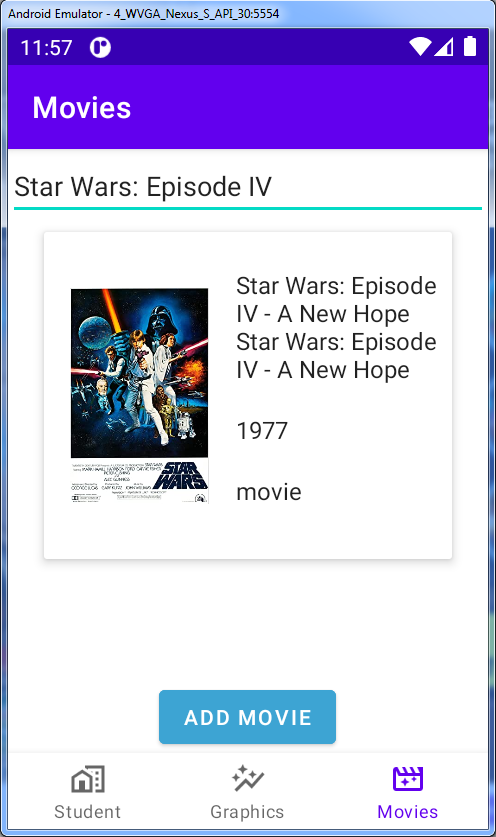 Android Emulator - 4_WVGA_Nexus_S_API_30:5554
11:57
Movies
Star Wars: Episode IV
Star Wars: Episode
IV - A New Hope
Star Wars: Episode
IV - A New Hope
1977
movie
STAR
WARS
ADD MOVIE
Student
Graphics
Movies